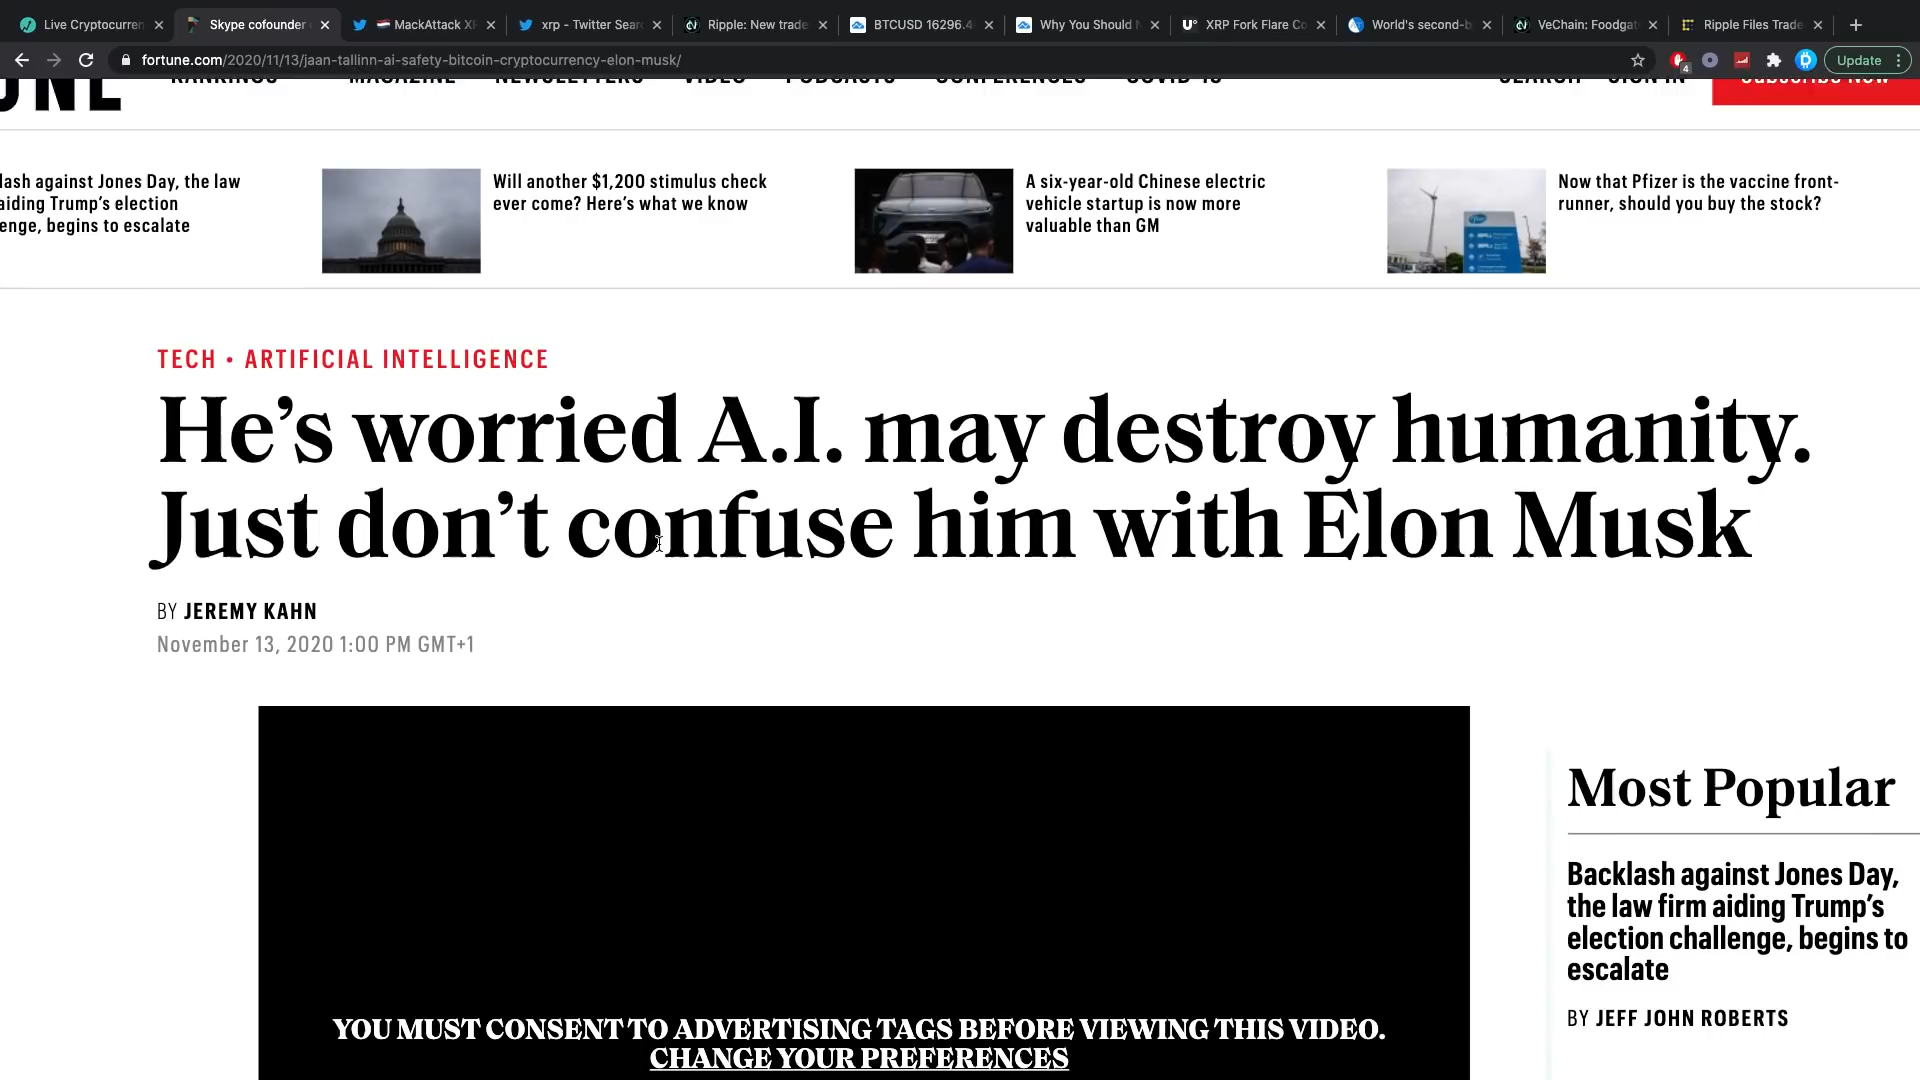 Live Cryptocurren
Skype cofounder
MackAttack XR
xrp - Twitter Sear
Ripple: New trade
BTCUSD 16296.4
Why You Should
XRP Fork Flare Co
World's second-b
VeChain: Foodgat
Ripple Files Trade
fortune.com/2020/11/13/jaan-tallinn-ai-safety-bitcoin-cryptocurrency-elon-musk/
4
Update
RANKINGS MAGAZINE NEWSLETTERS VIDEO PODCASTS CONFERENCES COVID-19 SEARCH SIGN IN Subscribe Now
UNE
lash against Jones Day, the law
aiding Trump’s election
enge, begins to escalate
Will another $1,200 stimulus check
ever come? Here’s what we know
A six-year-old Chinese electric
vehicle startup is now more
valuable than GM
Now that Pfizer is the vaccine front-
runner, should you buy the stock?
TECH • ARTIFICIAL INTELLIGENCE
He’s worried A.I. may destroy humanity.
Just don’t confuse him with Elon Musk
BY JEREMY KAHN
November 13, 2020 1:00 PM GMT+1
YOU MUST CONSENT TO ADVERTISING TAGS BEFORE VIEWING THIS VIDEO.
CHANGE YOUR PREFERENCES
Most Popular
Backlash against Jones Day,
the law firm aiding Trump’s
election challenge, begins to
escalate
BY JEFF JOHN ROBERTS